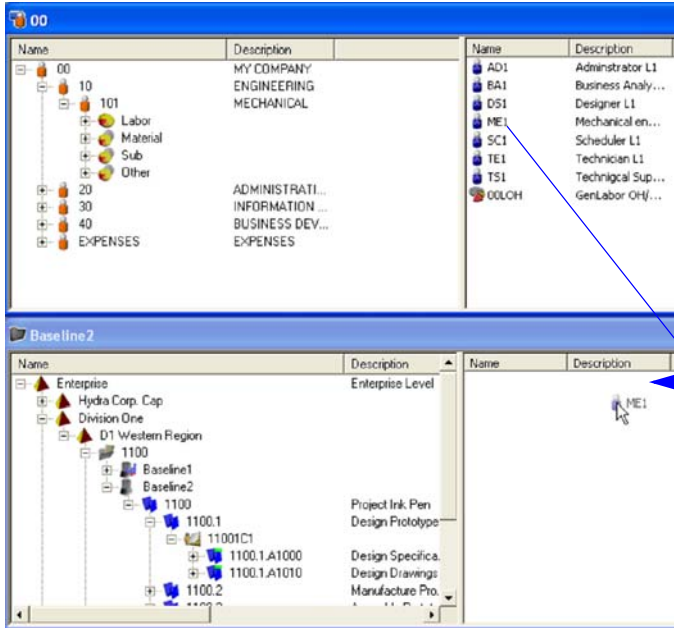 00
Name Description
00 MY COMPANY
10 ENGINEERING
101 MECHANICAL
Labor
Material
Sub
Other
20 ADMINISTRATI...
30 INFORMATION ...
40 BUSINESS DEV...
EXPENSES EXPENSES
Name Description
AD1 Adminstrator L1
BA1 Business Analy...
DS1 Designer L1
ME1 Mechanical en...
SC1 Scheduler L1
TE1 Technician L1
TS1 Technigcal Sup...
OOLOH GenLabor OH/...
Baseline2
Name Description
Enterprise Enterprise Level
Hydra Corp. Cap
Division One
D1 Western Region
1100
Baseline1
Baseline2
1100 Project Ink Pen
1100.1 Design Prototype
11001C1
1100.1.A1000 Design Specifica.
1100.1.A1010 Design Drawings
1100.2 Manufacture Pro.
Name Description
ME1